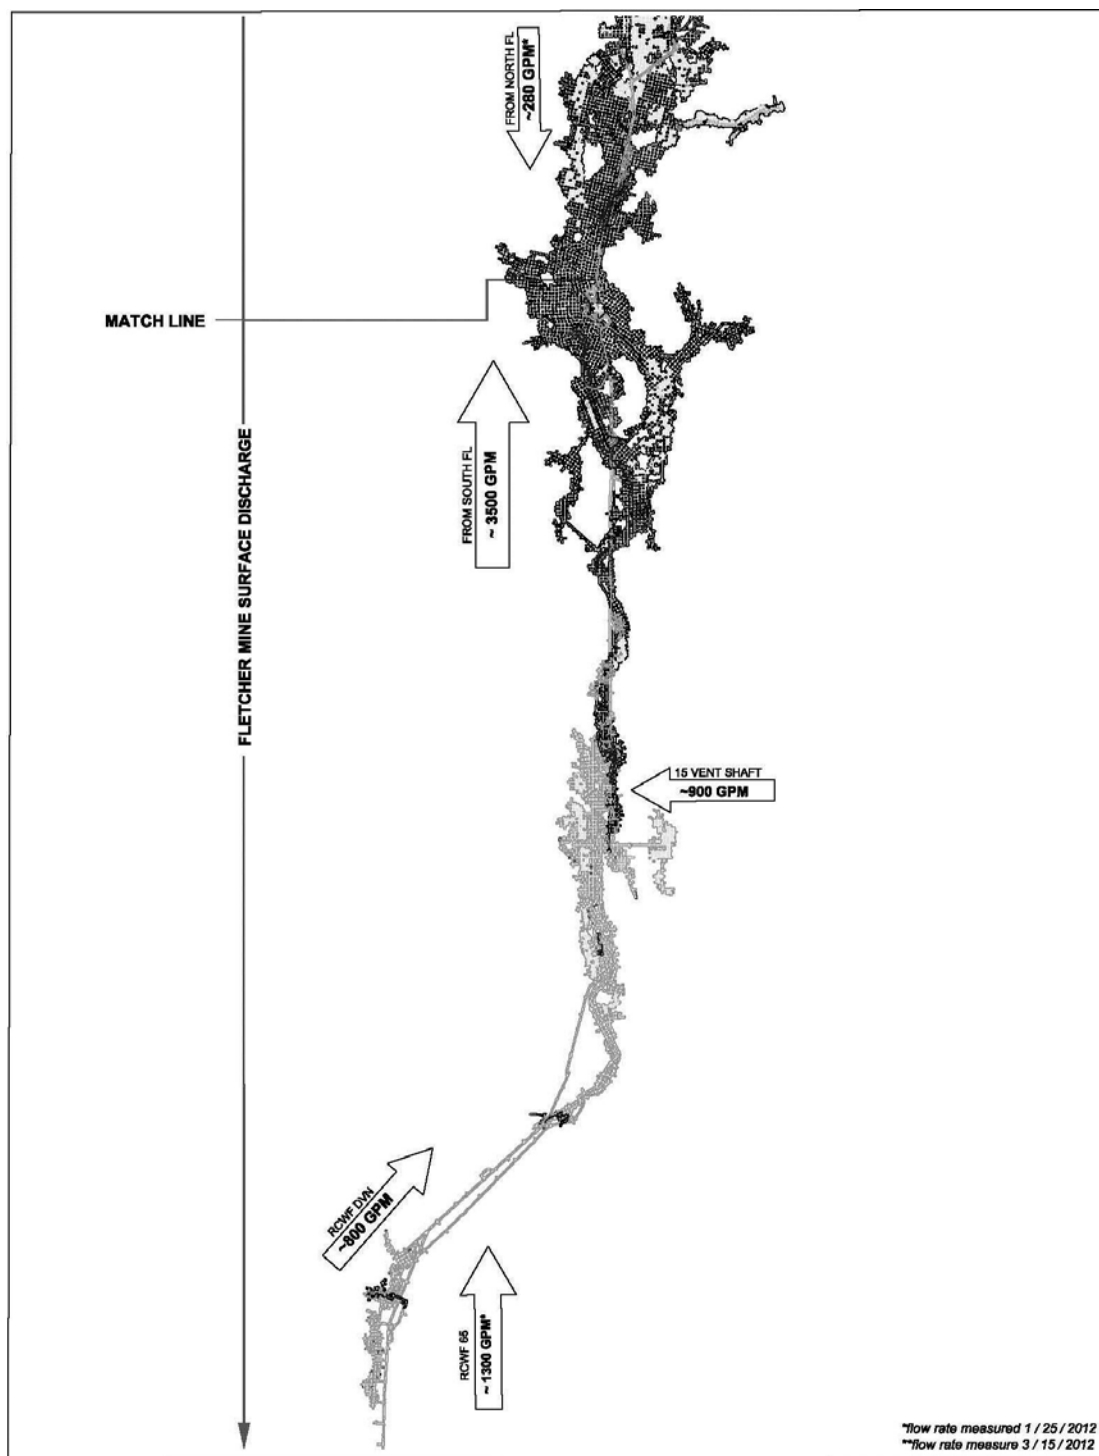 FROM NORTH FL
~280 GPM*
MATCH LINE
FROM SOUTH FL
~ 3500 GPM
FLETCHER MINE SURFACE DISCHARGE
15 VENT SHAFT
~900 GPM
RCWF DVN
~800 GPM
RCWF 65
~ 1300 GPM*
*flow rate measured 1 / 25 / 2012
**flow rate measure 3 / 15 / 2012